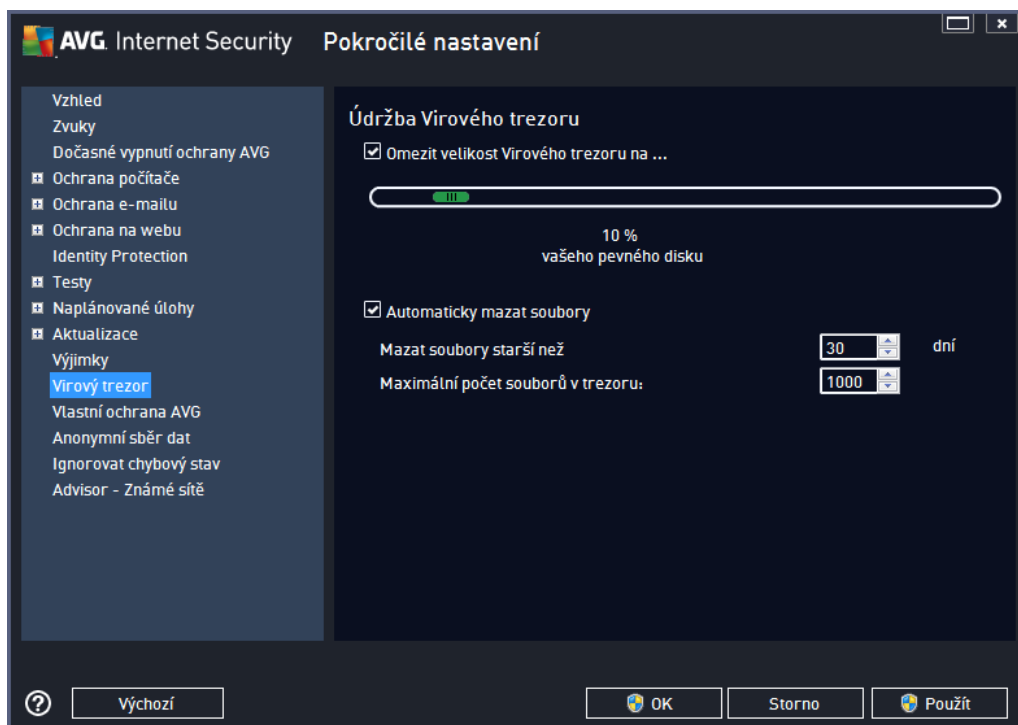 AVG. Internet Security Pokročilé nastavení
Vzhled
Zvuky
Dočasné vypnutí ochrany AVG
Ochrana počítače
Ochrana e-mailu
Ochrana na webu
Identity Protection
Testy
Naplánované úlohy
Aktualizace
Výjimky
Virový trezor
Vlastní ochrana AVG
Anonymní sběr dat
Ignorovat chybový stav
Advisor - Známé sítě
Údržba Virového trezoru
Omezit velikost Virového trezoru na ...
10 %
vašeho pevného disku
Automaticky mazat soubory
Mazat soubory starší než 30 dní
Maximální počet souborů v trezoru: 1000
? Výchozí OK Storno Použít